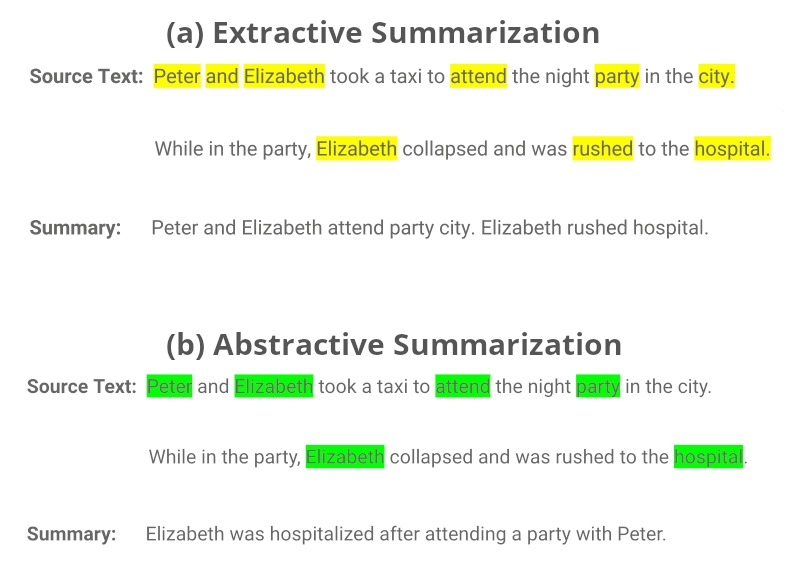 (a) Extractive Summarization
Source Text: Peter and Elizabeth took a taxi to attend the night party in the city.
While in the party, Elizabeth collapsed and was rushed to the hospital.
Summary: Peter and Elizabeth attend party city. Elizabeth rushed hospital.
(b) Abstractive Summarization
Source Text: Peter and Elizabeth took a taxi to attend the night party in the city.
While in the party, Elizabeth collapsed and was rushed to the hospital.
Summary: Elizabeth was hospitalized after attending a party with Peter.